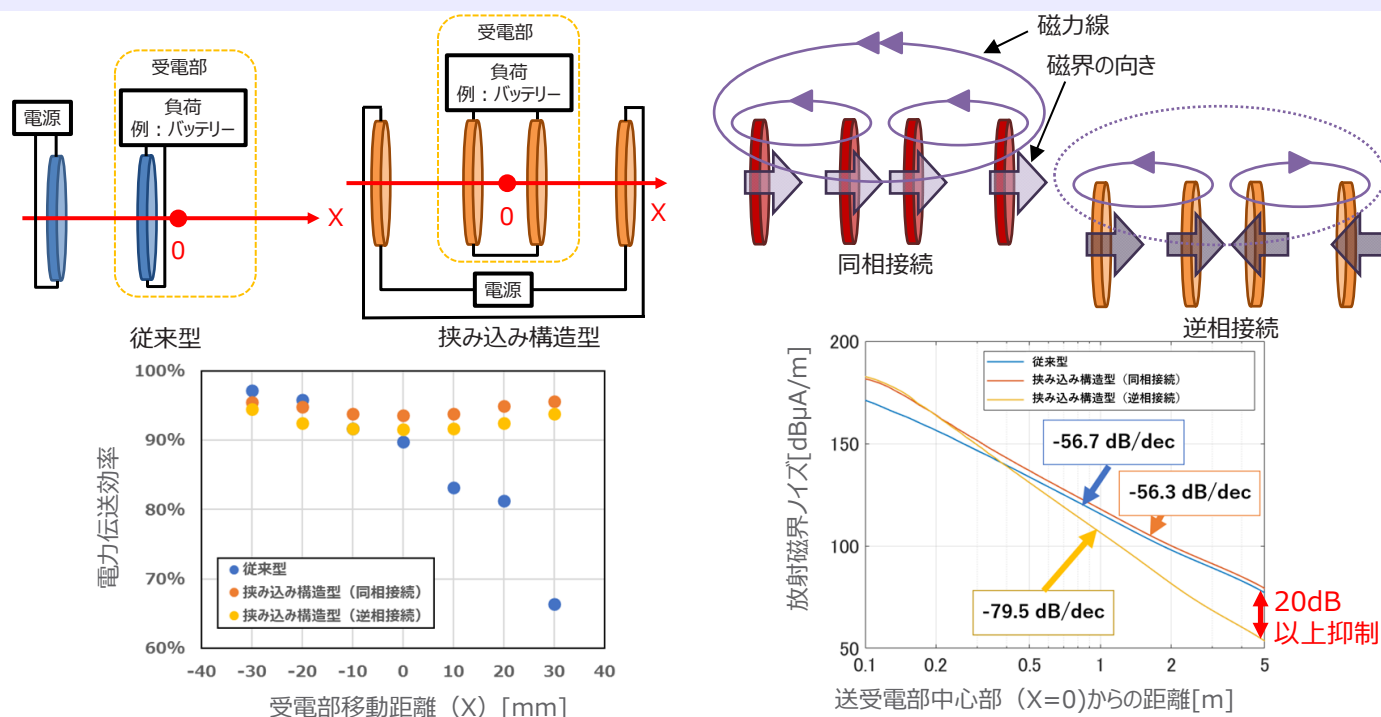 受電部
負荷
例：バッテリー
電源
X
0
従来型
受電部
負荷
例：バッテリー
0
X
電源
挟み込み構造型
磁力線
磁界の向き
同相接続
逆相接続
100%
90%
80%
70%
60%
-40
-30
-20
-10
0
10
20
30
40
電力伝送効率
従来型
挟み込み構造型（同相接続）
挟み込み構造型（逆相接続）
受電部移動距離（X）[mm]
200
150
100
50
0.1
0.2
0.5
1
2
5
放射磁界ノイズ[dBμA/m]
従来型
挟み込み構造型（同相接続）
挟み込み構造型（逆相接続）
-56.7 dB/dec
-56.3 dB/dec
-79.5 dB/dec
20dB
以上抑制
送受電部中心部（X=0)からの距離[m]